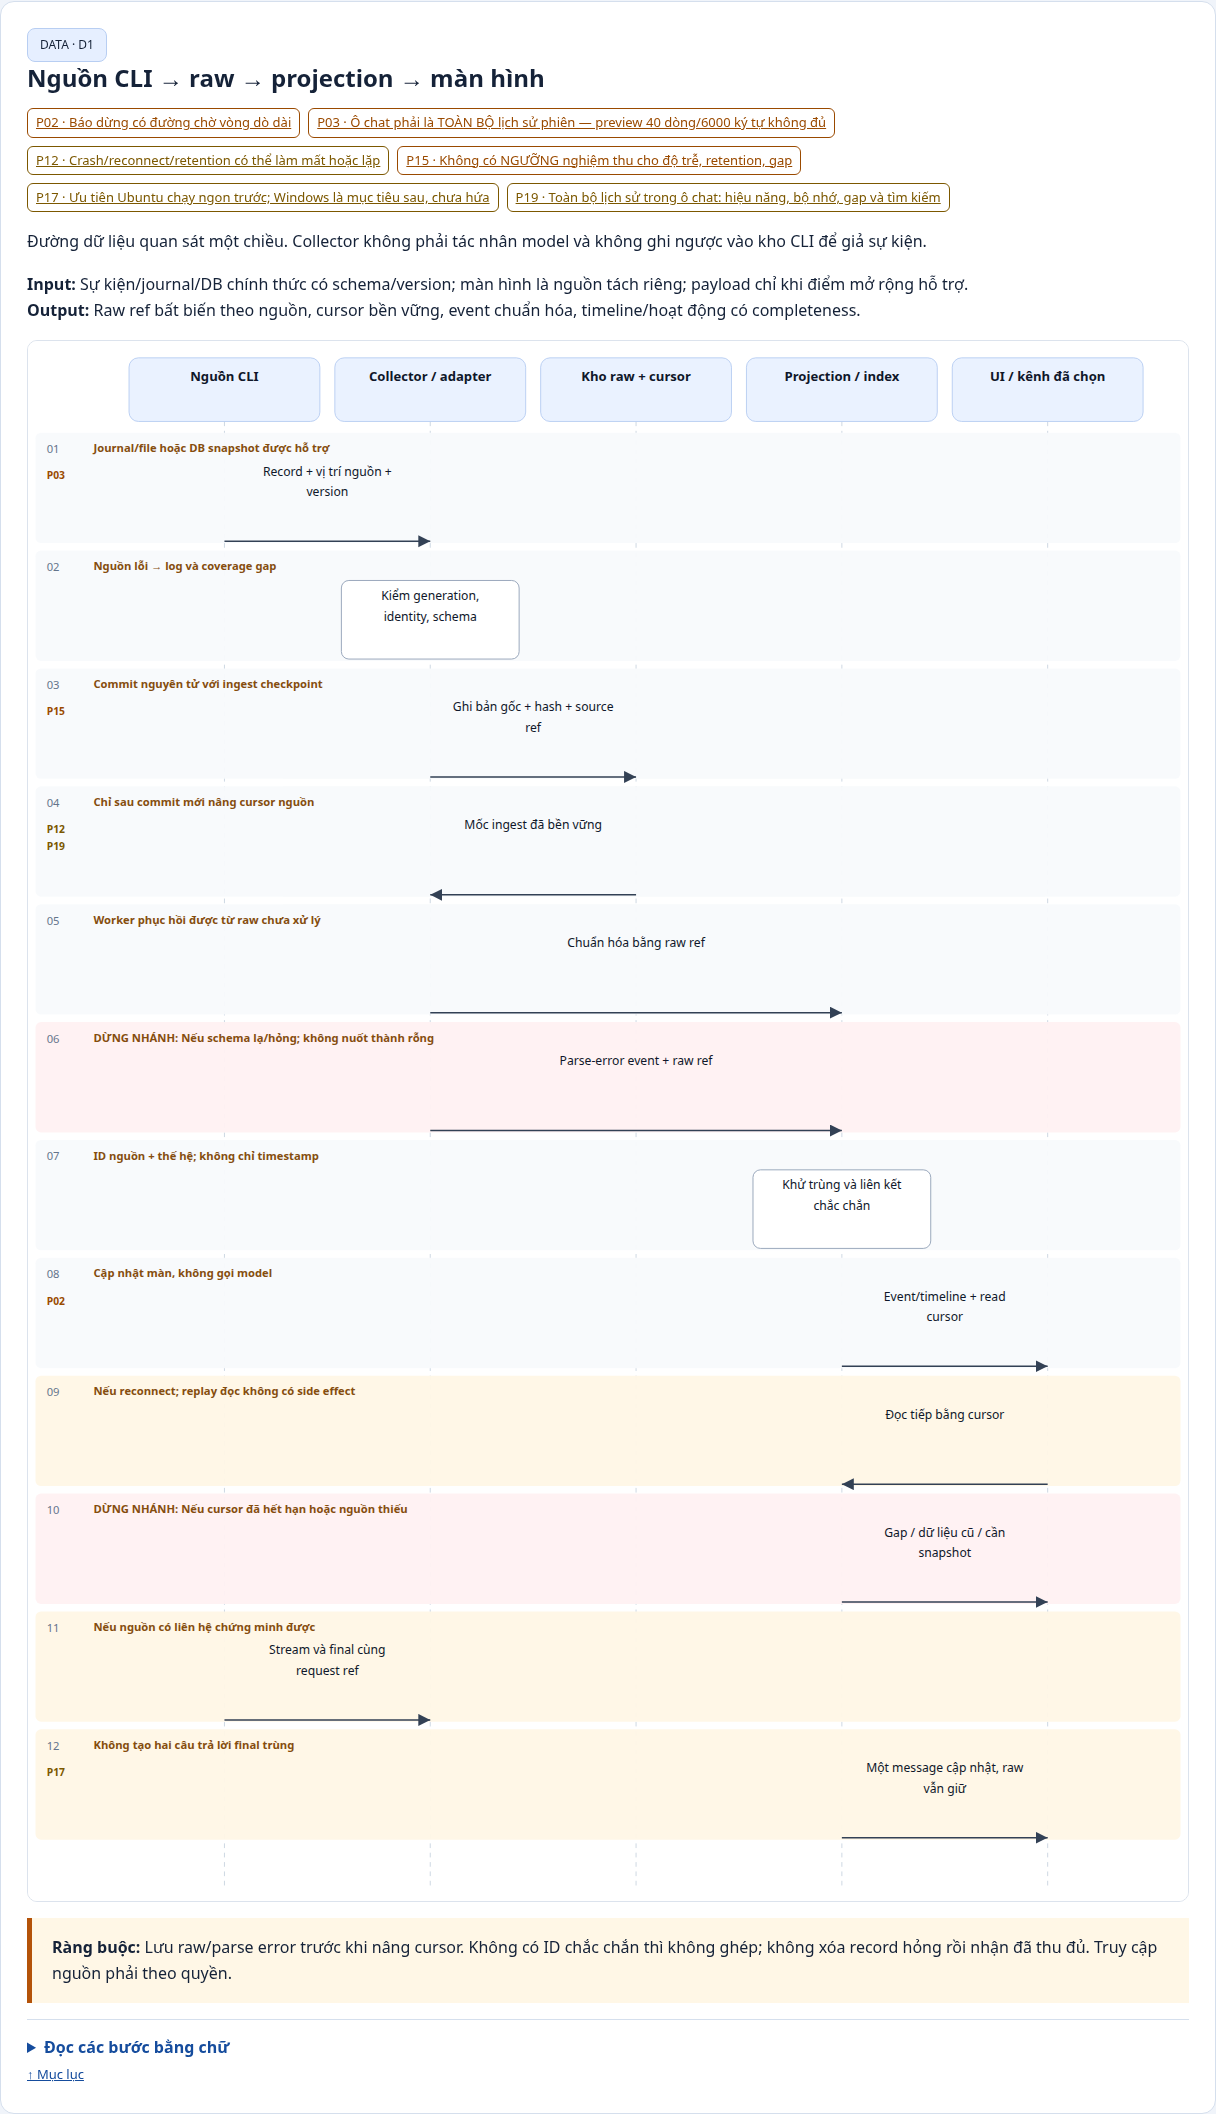 DATA · D1
Nguồn CLI → raw → projection → màn hình
P02 · Báo dừng có đường chờ vòng dò dài
P03 · Ô chat phải là TOÀN BỘ lịch sử phiên — preview 40 dòng/6000 ký tự không đủ
P12 · Crash/reconnect/retention có thể làm mất hoặc lặp
P15 · Không có NGƯỠNG nghiệm thu cho độ trễ, retention, gap
P17 · Ưu tiên Ubuntu chạy ngon trước; Windows là mục tiêu sau, chưa hứa
P19 · Toàn bộ lịch sử trong ô chat: hiệu năng, bộ nhớ, gap và tìm kiếm
Đường dữ liệu quan sát một chiều. Collector không phải tác nhân model và không ghi ngược vào kho CLI để giả sự kiện.
Input: Sự kiện/journal/DB chính thức có schema/version; màn hình là nguồn tách riêng; payload chỉ khi điểm mở rộng hỗ trợ.
Output: Raw ref bất biến theo nguồn, cursor bền vững, event chuẩn hóa, timeline/hoạt động có completeness.
Nguồn CLI
Collector / adapter
Kho raw + cursor
Projection / index
UI / kênh đã chọn
01
Journal/file hoặc DB snapshot được hỗ trợ
P03
Record + vị trí nguồn +
version
02
Nguồn lỗi → log và coverage gap
Kiểm generation,
identity, schema
03
Commit nguyên tử với ingest checkpoint
P15
Ghi bản gốc + hash + source
ref
04
Chỉ sau commit mới nâng cursor nguồn
P12
P19
Mốc ingest đã bền vững
05
Worker phục hồi được từ raw chưa xử lý
Chuẩn hóa bằng raw ref
06
DỪNG NHÁNH: Nếu schema lạ/hỏng; không nuốt thành rỗng
Parse-error event + raw ref
07
ID nguồn + thế hệ; không chỉ timestamp
Khử trùng và liên kết
chắc chắn
08
Cập nhật màn, không gọi model
P02
Event/timeline + read
cursor
09
Nếu reconnect; replay đọc không có side effect
Đọc tiếp bằng cursor
10
DỪNG NHÁNH: Nếu cursor đã hết hạn hoặc nguồn thiếu
Gap / dữ liệu cũ / cần
snapshot
11
Nếu nguồn có liên hệ chứng minh được
Stream và final cùng
request ref
12
Không tạo hai câu trả lời final trùng
P17
Một message cập nhật, raw
vẫn giữ
Ràng buộc: Lưu raw/parse error trước khi nâng cursor. Không có ID chắc chắn thì không ghép; không xóa record hỏng rồi nhận đã thu đủ. Truy cập
nguồn phải theo quyền.
▶ Đọc các bước bằng chữ
↑ Mục lục